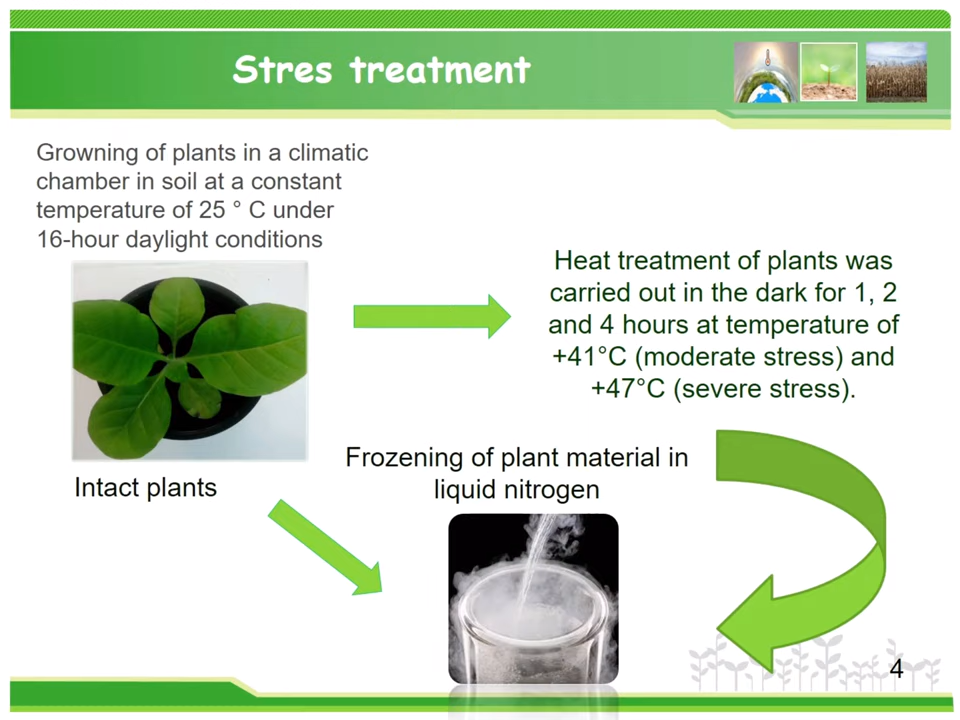 Stres treatment
Growning of plants in a climatic
chamber in soil at a constant
temperature of 25 ° C under
16-hour daylight conditions
Heat treatment of plants was
carried out in the dark for 1, 2
and 4 hours at temperature of
+41°C (moderate stress) and
+47°C (severe stress).
Frozening of plant material in
liquid nitrogen
Intact plants
4